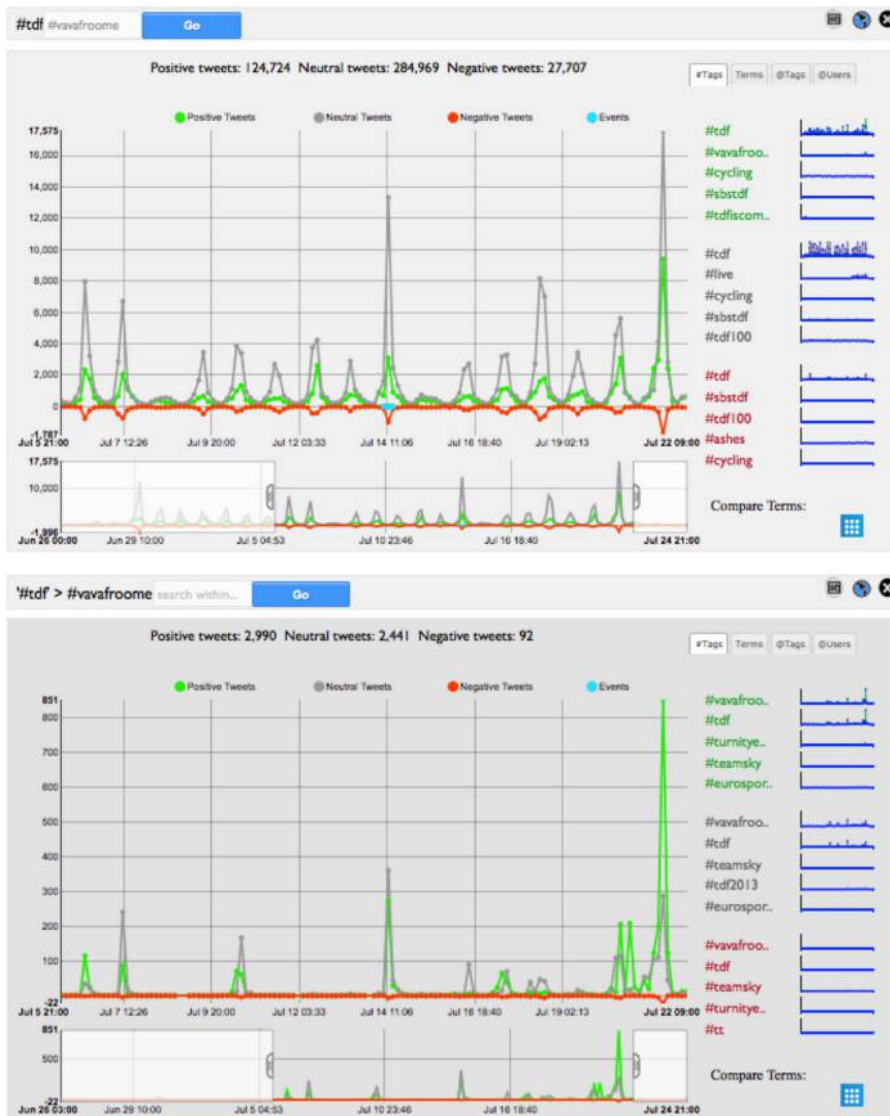 #tdf #vavafroome Go
Positive tweets: 124,724 Neutral tweets: 284,969 Negative tweets: 27,707
#Tags Terms @Tags @Users
Positive Tweets Neutral Tweets Negative Tweets Events
17,575
16,000
14,000
12,000
10,000
8,000
6,000
4,000
2,000
0
-1,787
Jul 5 21:00 Jul 7 12:26 Jul 9 20:00 Jul 12 03:33 Jul 14 11:06 Jul 16 18:40 Jul 19 02:13 Jul 22 09:00
17,575
10,000
-1,996
Jun 26 00:00 Jun 29 10:00 Jul 5 04:53 Jul 10 23:46 Jul 16 18:40 Jul 24 21:00
#tdf
#vavafroo..
#cycling
#sbstdf
#tdfiscom..
#tdf
#live
#cycling
#sbstdf
#tdf100
#tdf
#sbstdf
#tdf100
#ashes
#cycling
Compare Terms:
'#tdf' > #vavafroome search within... Go
Positive tweets: 2,990 Neutral tweets: 2,441 Negative tweets: 92
#Tags Terms @Tags @Users
Positive Tweets Neutral Tweets Negative Tweets Events
851
800
700
600
500
400
300
200
100
-22
Jul 5 21:00 Jul 7 12:26 Jul 9 20:00 Jul 12 03:33 Jul 14 11:06 Jul 16 18:40 Jul 19 02:13 Jul 22 09:00
851
500
-22
Jun 26 03:00 Jun 29 10:00 Jul 5 04:53 Jul 10 23:46 Jul 16 18:40 Jul 24 21:00
#vavafroo..
#tdf
#turnitye..
#teamsky
#eurospor..
#vavafroo..
#tdf
#teamsky
#tdf2013
#eurospor..
#vavafroo..
#tdf
#teamsky
#turnitye..
#tt
Compare Terms: